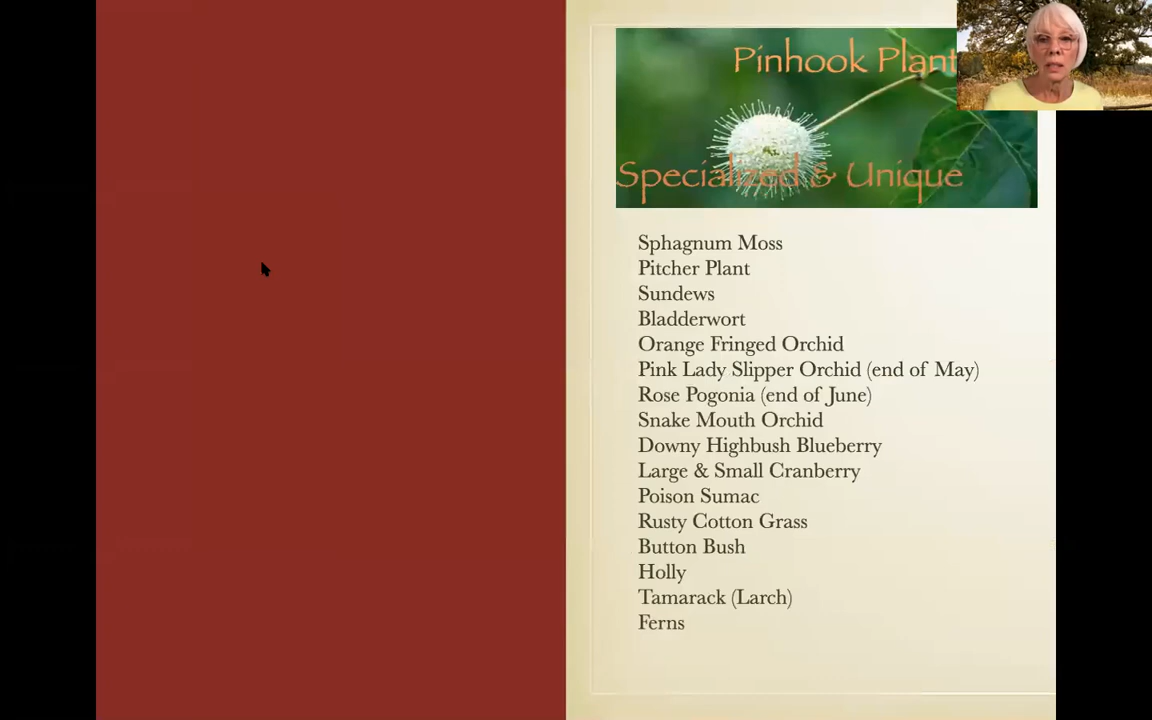 Pinhook Plant
Specialized & Unique
Sphagnum Moss
Pitcher Plant
Sundews
Bladderwort
Orange Fringed Orchid
Pink Lady Slipper Orchid (end of May)
Rose Pogonia (end of June)
Snake Mouth Orchid
Downy Highbush Blueberry
Large & Small Cranberry
Poison Sumac
Rusty Cotton Grass
Button Bush
Holly
Tamarack (Larch)
Ferns